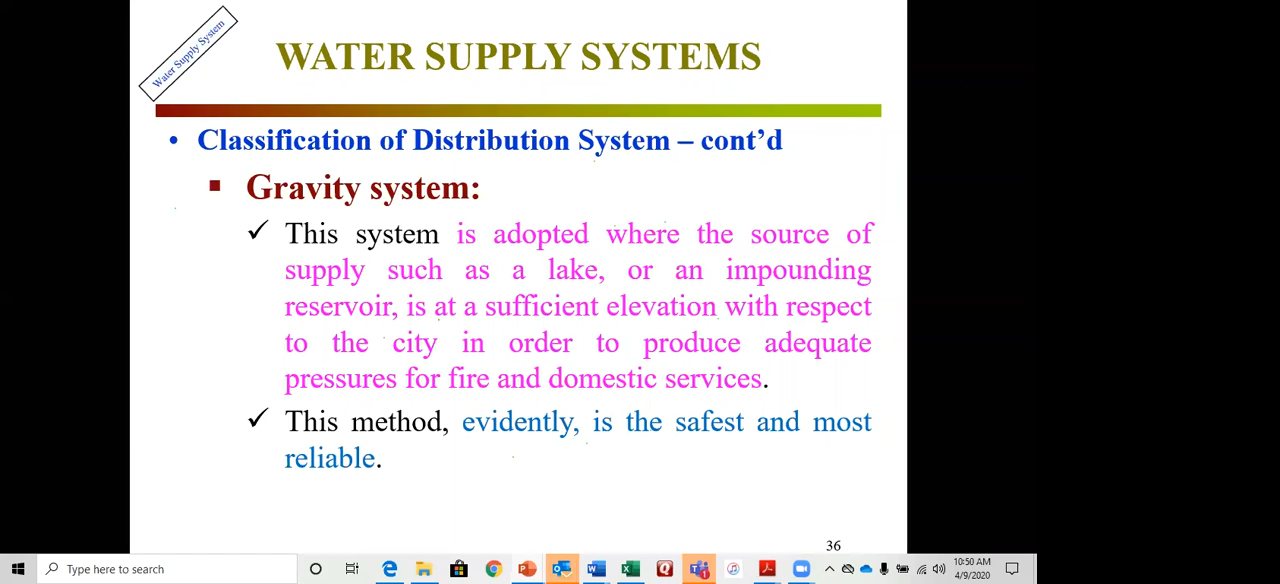 Water Supply System
WATER SUPPLY SYSTEMS
• Classification of Distribution System – cont’d
▪ Gravity system:
✓ This system is adopted where the source of
supply such as a lake, or an impounding
reservoir, is at a sufficient elevation with respect
to the city in order to produce adequate
pressures for fire and domestic services.
✓ This method, evidently, is the safest and most
reliable.
36
Type here to search
10:50 AM
4/9/2020